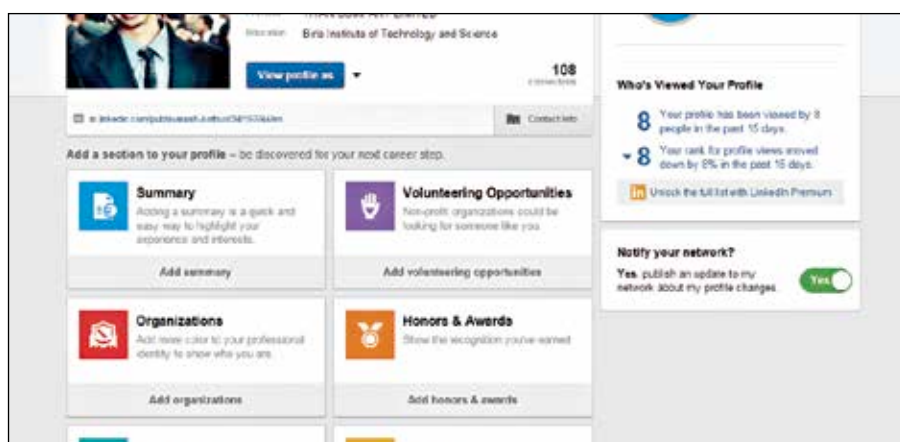 Education Birla Institute of Technology and Science
View profile as
108
connections
Contact Info
Add a section to your profile – be discovered for your next career step.
Summary
Adding a summary is a quick and
easy way to highlight your
experience and interests.
Add summary
Volunteering Opportunities
Non-profit organizations could be
looking for someone like you.
Add volunteering opportunities
Organizations
Add more color to your professional
identity to show who you are.
Add organizations
Honors & Awards
Show the recognition you've earned.
Add honors & awards
Who's Viewed Your Profile
8 Your profile has been viewed by 8
people in the past 15 days.
8 Your rank for profile views moved
down by 8% in the past 15 days.
in Unlock the full list with LinkedIn Premium
Notify your network?
Yes, publish an update to my
network about my profile changes.
Yes